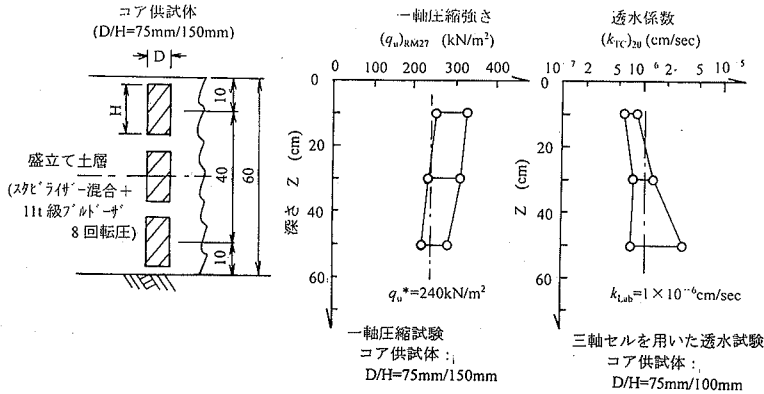 コア供試体
(D/H=75mm/150mm)
D
H
10
40
60
10
盛立て土層
(ｽﾀﾋﾞﾗｲｻﾞｰ混合+
11t 級ﾌﾞﾙﾄﾞｰｻﾞ
8 回転圧)
一軸圧縮強さ
(qu)RM27 (kN/m²)
0 100 200 300 400
0
20
40
60
深さ Z (cm)
qu*=240kN/m²
一軸圧縮試験
コア供試体:
D/H=75mm/150mm
透水係数
(kTC)20 (cm/sec)
10⁻⁷ 2 5 10⁻⁶ 2 5 10⁻⁵
0
20
40
60
Z (cm)
kLab=1×10⁻⁶cm/sec
三軸セルを用いた透水試験
コア供試体:
D/H=75mm/100mm